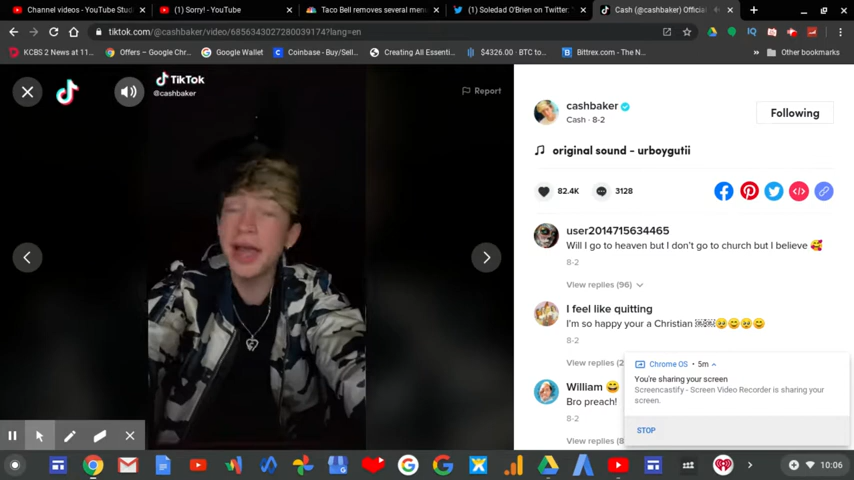 Channel videos - YouTube Stud
(1) Sorry! - YouTube
Taco Bell removes several men
(1) Soledad O'Brien on Twitter: "
Cash (@cashbaker) Official
tiktok.com/@cashbaker/video/6856343027280039174?lang=en
KCBS 2 News at 11...
Offers – Google Chr...
Google Wallet
Coinbase - Buy/Sell...
Creating All Essenti...
$4326.00 - BTC to...
Bittrex.com - The N...
Other bookmarks
TikTok
@cashbaker
Report
cashbaker
Cash · 8-2
Following
original sound - urboygutii
82.4K
3128
user2014715634465
Will I go to heaven but I don't go to church but I believe 🥰
8-2
View replies (96)
I feel like quitting
I'm so happy your a Christian ￼￼🥺😋🥺😋
8-2
View replies (2
William 😄
Bro preach!
8-2
View replies (8
Chrome OS · 5m
You're sharing your screen
Screencastify - Screen Video Recorder is sharing your
screen.
STOP
10:06